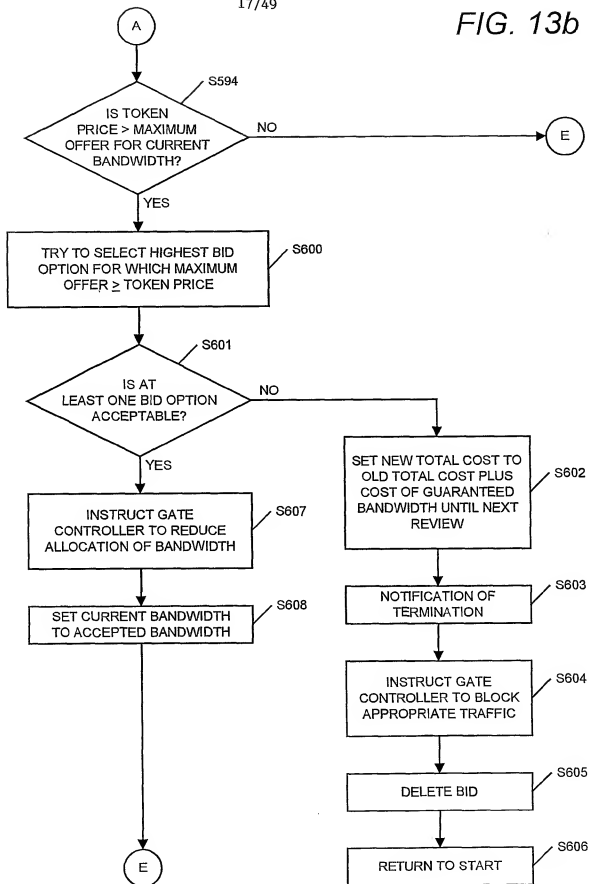 17/49
FIG. 13b
A
S594
IS TOKEN
PRICE > MAXIMUM
OFFER FOR CURRENT
BANDWIDTH?
NO
E
YES
TRY TO SELECT HIGHEST BID
OPTION FOR WHICH MAXIMUM
OFFER ≥ TOKEN PRICE
S600
S601
IS AT
LEAST ONE BID OPTION
ACCEPTABLE?
NO
YES
SET NEW TOTAL COST TO
OLD TOTAL COST PLUS
COST OF GUARANTEED
BANDWIDTH UNTIL NEXT
REVIEW
S602
INSTRUCT GATE
CONTROLLER TO REDUCE
ALLOCATION OF BANDWIDTH
S607
NOTIFICATION OF
TERMINATION
S603
SET CURRENT BANDWIDTH
TO ACCEPTED BANDWIDTH
S608
INSTRUCT GATE
CONTROLLER TO BLOCK
APPROPRIATE TRAFFIC
S604
DELETE BID
S605
RETURN TO START
S606
E